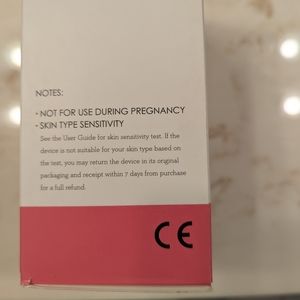 NOTES:
• NOT FOR USE DURING PREGNANCY
• SKIN TYPE SENSITIVITY
See the User Guide for skin sensitivity test. If the
device is not suitable for your skin type based on
the test, you may return the device in its original
packaging and receipt within 7 days from purchase
for a full refund.
CE